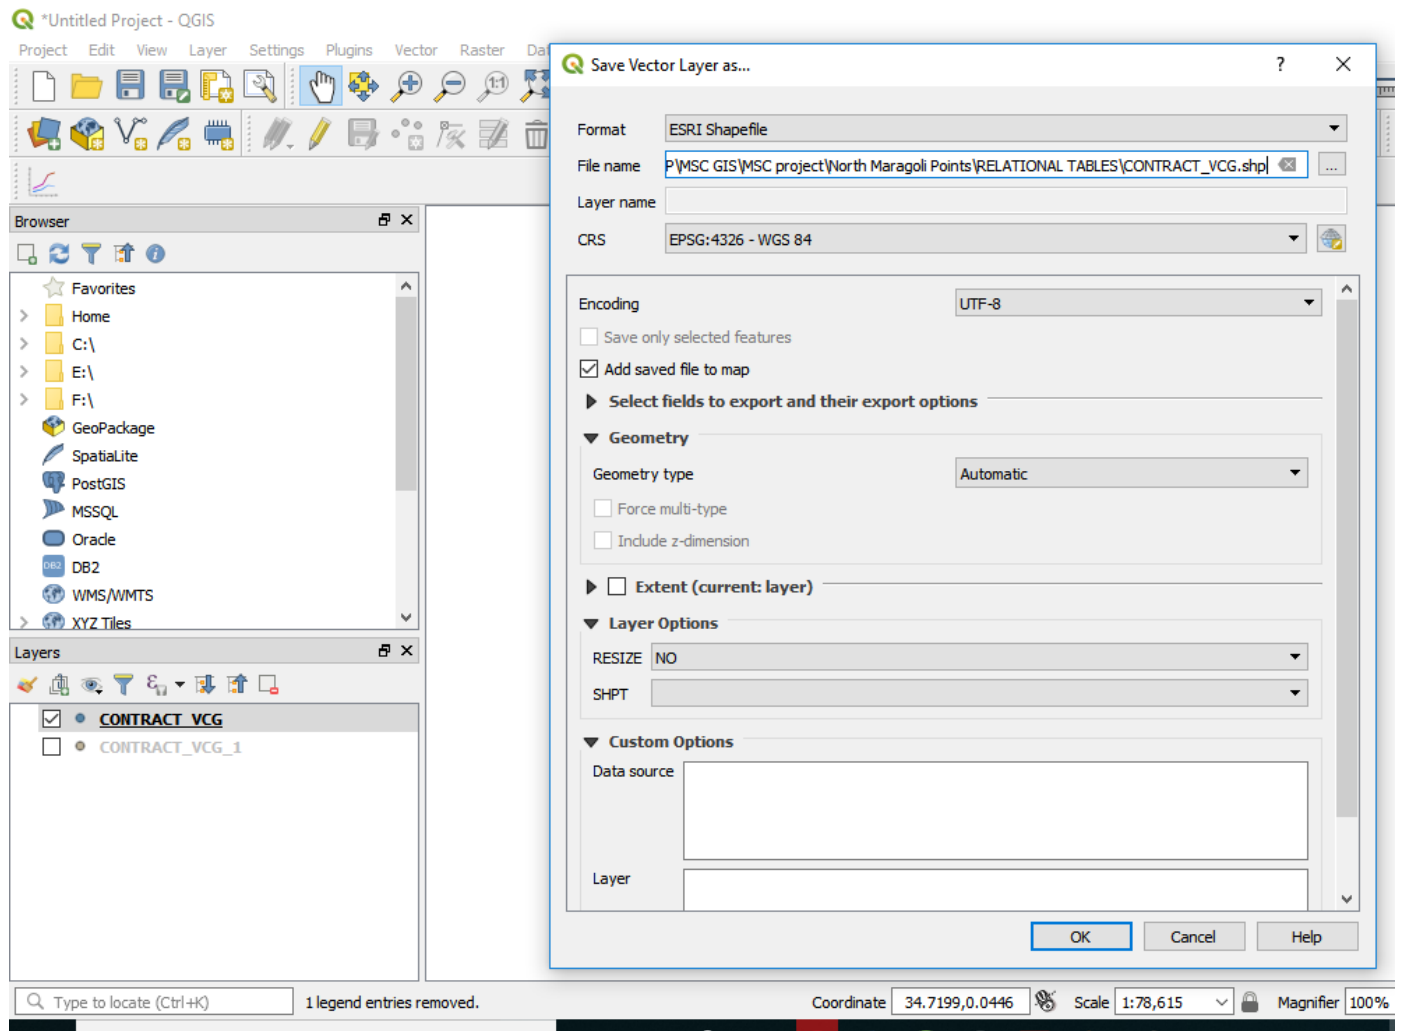 *Untitled Project - QGIS
Project Edit View Layer Settings Plugins Vector Raster Dat
Save Vector Layer as...
?
Format ESRI Shapefile
File name P\MSC GIS\MSC project\North Maragoli Points\RELATIONAL TABLES\CONTRACT_VCG.shp
...
Layer name
CRS EPSG:4326 - WGS 84
Encoding UTF-8
Save only selected features
Add saved file to map
Select fields to export and their export options
Geometry
Geometry type Automatic
Force multi-type
Include z-dimension
Extent (current: layer)
Layer Options
RESIZE NO
SHPT
Custom Options
Data source
Layer
OK Cancel Help
1:1
Browser
Favorites
Home
C:\
E:\
F:\
GeoPackage
SpatiaLite
PostGIS
MSSQL
Oracle
DB2 DB2
WMS/WMTS
XYZ Tiles
Layers
CONTRACT_VCG
CONTRACT_VCG_1
Type to locate (Ctrl+K) 1 legend entries removed. Coordinate 34.7199,0.0446 Scale 1:78,615 Magnifier 100%